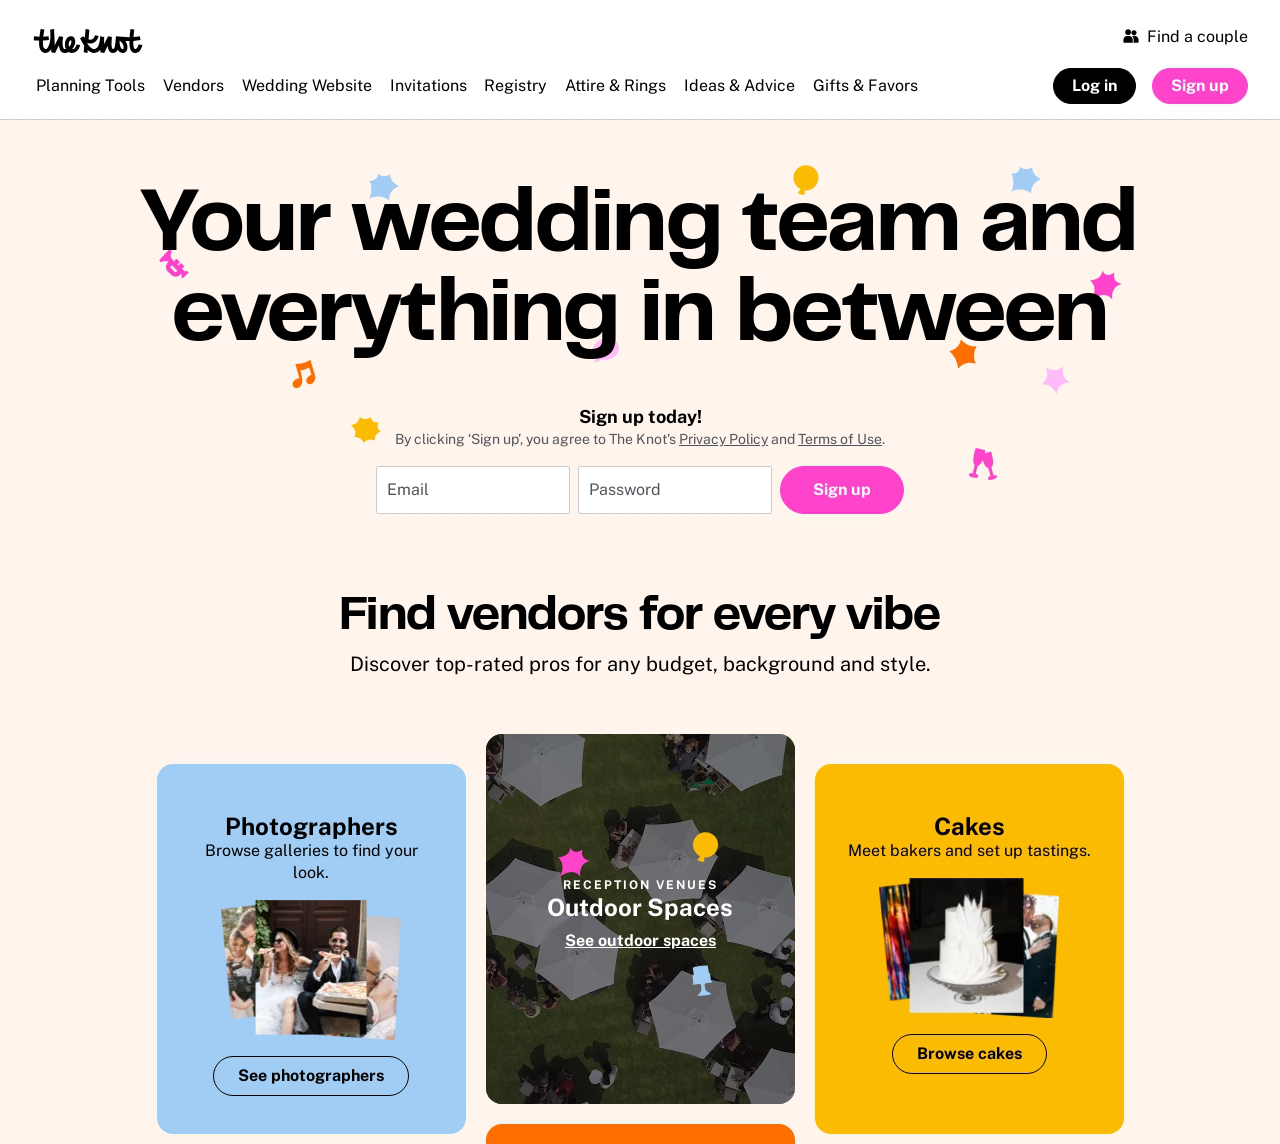 the knot
Find a couple
Planning Tools Vendors Wedding Website Invitations Registry Attire & Rings Ideas & Advice Gifts & Favors Log in Sign up
Your wedding team and
everything in between
Sign up today!
By clicking ‘Sign up’, you agree to The Knot's Privacy Policy and Terms of Use.
Email Password Sign up
Find vendors for every vibe
Discover top-rated pros for any budget, background and style.
Photographers
Browse galleries to find your
look.
See photographers
RECEPTION VENUES
Outdoor Spaces
See outdoor spaces
Cakes
Meet bakers and set up tastings.
Browse cakes